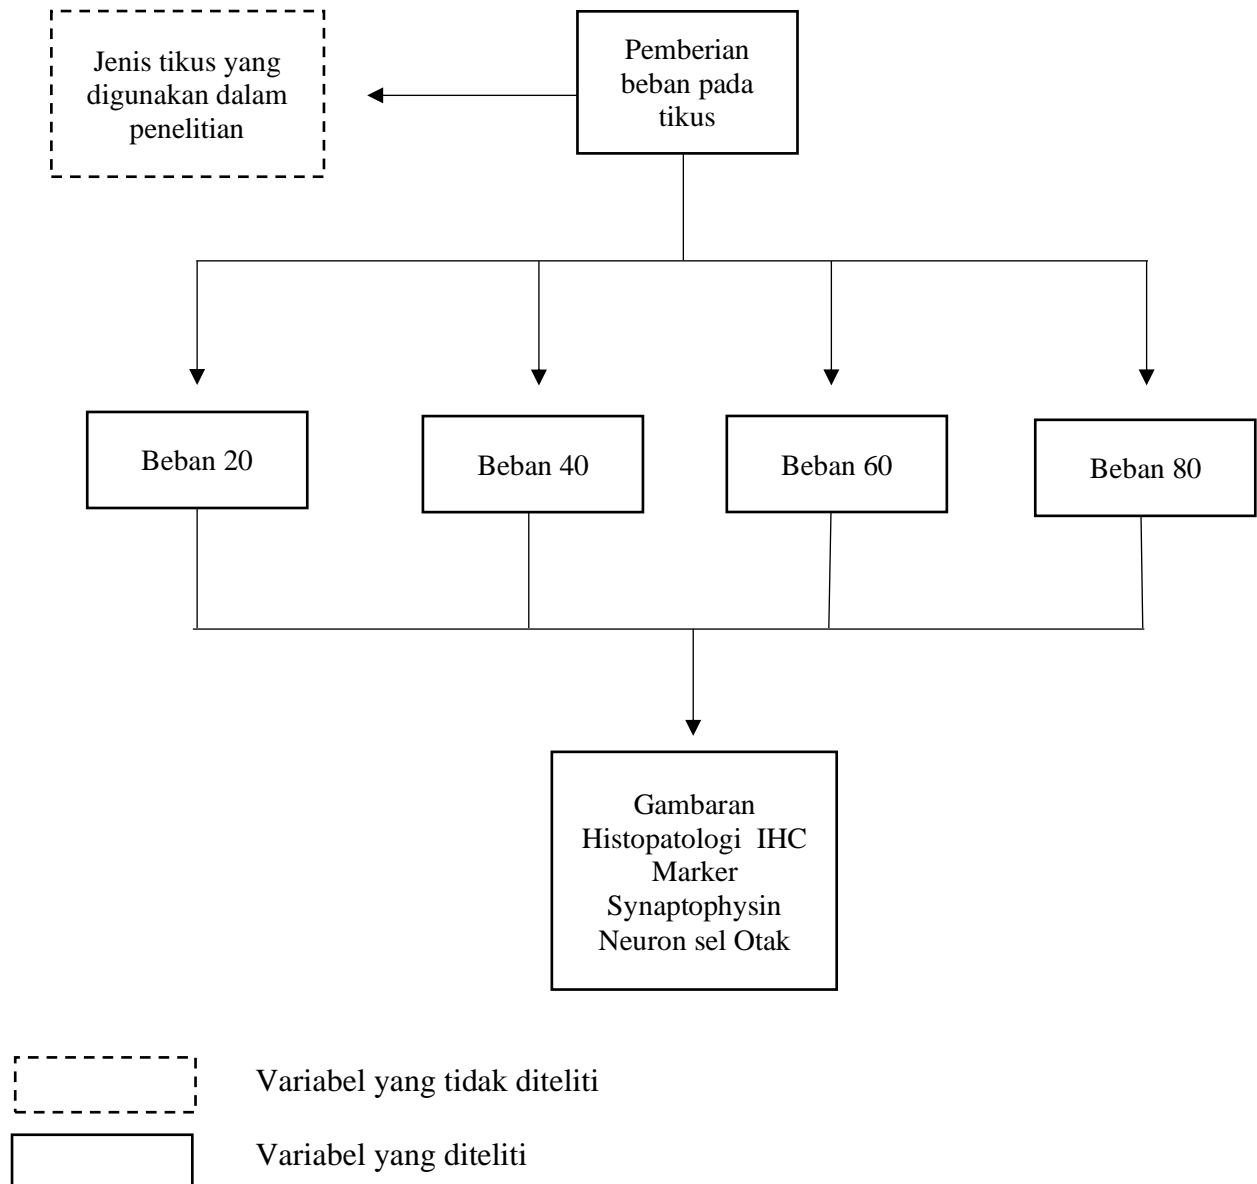 Jenis tikus yang
digunakan dalam
penelitian
Pemberian
beban pada
tikus
Beban 20
Beban 40
Beban 60
Beban 80
Gambaran
Histopatologi IHC
Marker
Synaptophysin
Neuron sel Otak
Variabel yang tidak diteliti
Variabel yang diteliti